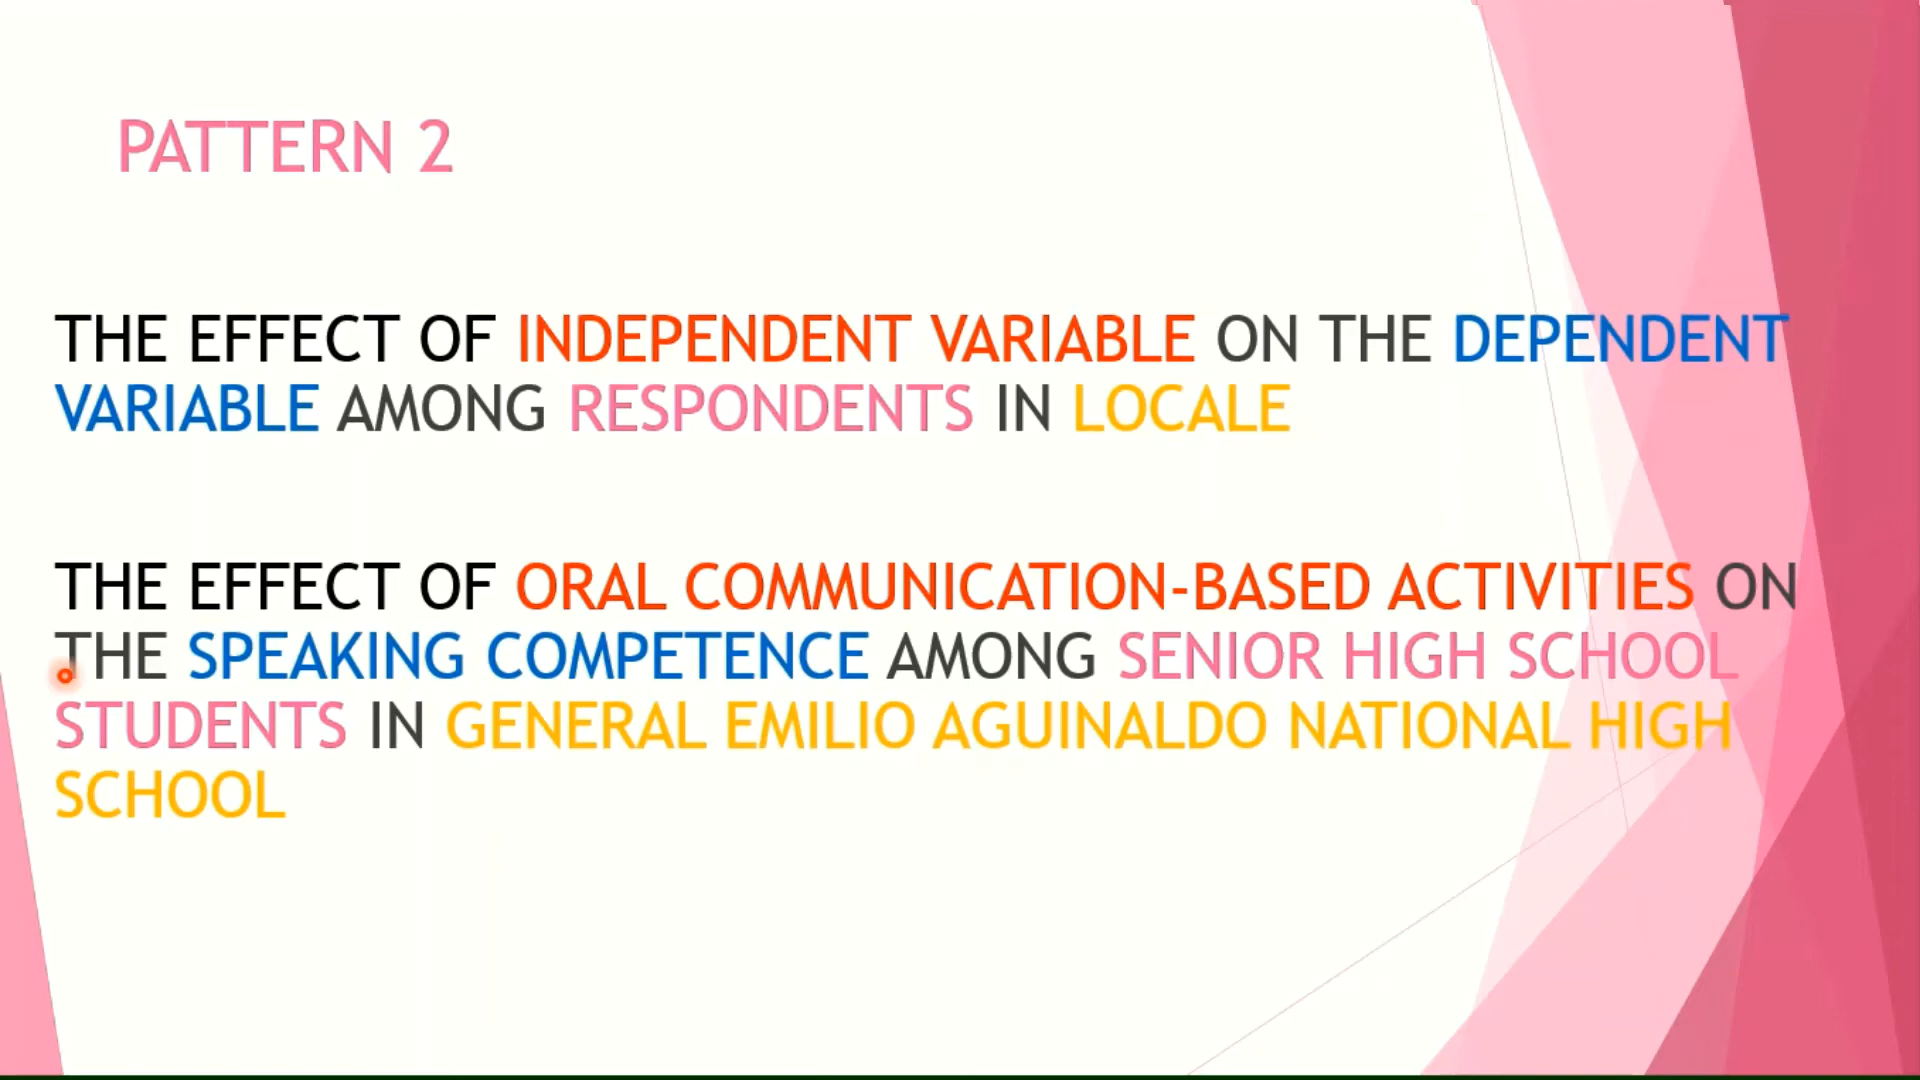 PATTERN 2
THE EFFECT OF INDEPENDENT VARIABLE ON THE DEPENDENT
VARIABLE AMONG RESPONDENTS IN LOCALE
THE EFFECT OF ORAL COMMUNICATION-BASED ACTIVITIES ON
THE SPEAKING COMPETENCE AMONG SENIOR HIGH SCHOOL
STUDENTS IN GENERAL EMILIO AGUINALDO NATIONAL HIGH
SCHOOL